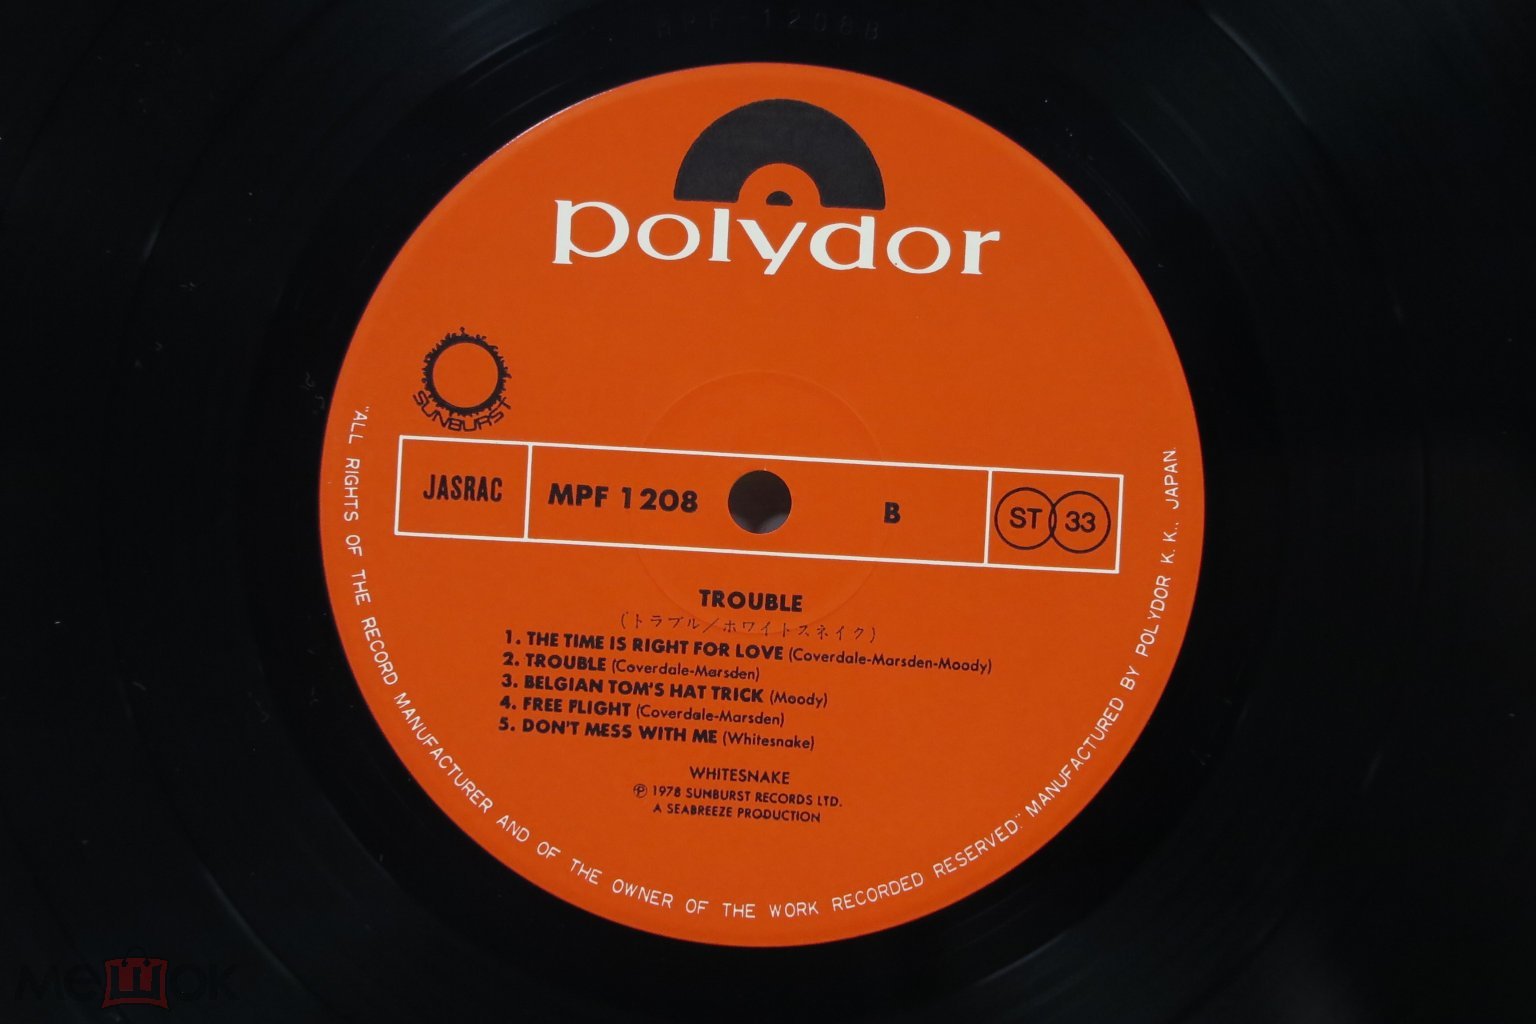 MPF-1208B
polydor
SUNBURST
JASRAC
MPF 1208
B
ST 33
TROUBLE
(トラブル/ホワイトスネイク)
1. THE TIME IS RIGHT FOR LOVE (Coverdale-Marsden-Moody)
2. TROUBLE (Coverdale-Marsden)
3. BELGIAN TOM'S HAT TRICK (Moody)
4. FREE FLIGHT (Coverdale-Marsden)
5. DON'T MESS WITH ME (Whitesnake)
WHITESNAKE
℗ 1978 SUNBURST RECORDS LTD.
A SEABREEZE PRODUCTION
"ALL RIGHTS OF THE RECORD MANUFACTURER AND OF THE OWNER OF THE WORK RECORDED RESERVED." MANUFACTURED BY POLYDOR K. K., JAPAN
мешок